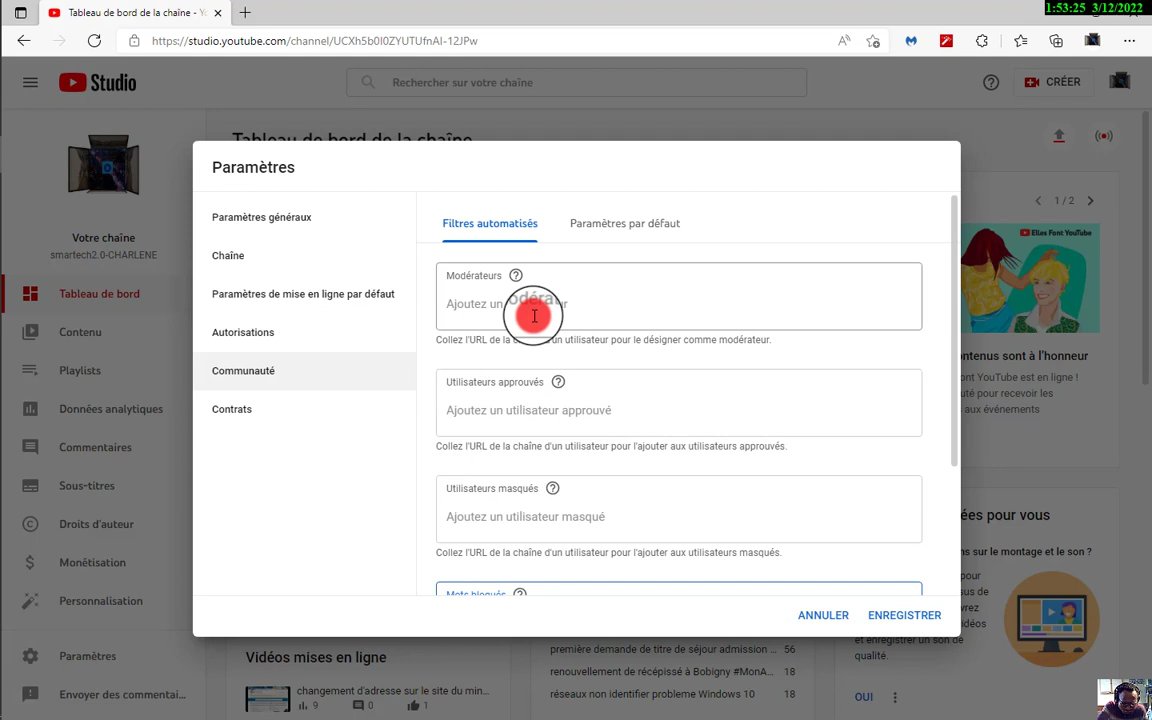 1:53:25 3/12/2022
Tableau de bord de la chaîne - Yo
https://studio.youtube.com/channel/UCXh5b0I0ZYUTUfnAI-12JPw
Studio
Rechercher sur votre chaîne
CRÉER
Tableau de bord de la chaîne
Votre chaîne
smartech2.0-CHARLENE
Tableau de bord
Contenu
Playlists
Données analytiques
Commentaires
Sous-titres
Droits d'auteur
Monétisation
Personnalisation
Paramètres
Envoyer des commentai...
Paramètres
Paramètres généraux
Chaîne
Paramètres de mise en ligne par défaut
Autorisations
Communauté
Contrats
Filtres automatisés
Paramètres par défaut
Modérateurs
Ajoutez un
Collez l'URL de la un utilisateur pour le désigner comme modérateur.
Utilisateurs approuvés
Ajoutez un utilisateur approuvé
Collez l'URL de la chaîne d'un utilisateur pour l'ajouter aux utilisateurs approuvés.
Utilisateurs masqués
Ajoutez un utilisateur masqué
Collez l'URL de la chaîne d'un utilisateur pour l'ajouter aux utilisateurs masqués.
Mots bloqués
ANNULER
ENREGISTRER
1 / 2
Elles Font YouTube
ontenus sont à l'honneur
ont YouTube est en ligne !
uté pour recevoir les
aux événements
ées pour vous
ns sur le montage et le son ?
pour
sus de
vrez
idéos
et enregistrer un son de
qualité.
OUI
Vidéos mises en ligne
changement d'adresse sur le site du min...
9 0 1
première demande de titre de séjour admission ... 56
renouvellement de récépissé à Bobigny #MonA... 18
réseaux non identifier probleme Windows 10 18